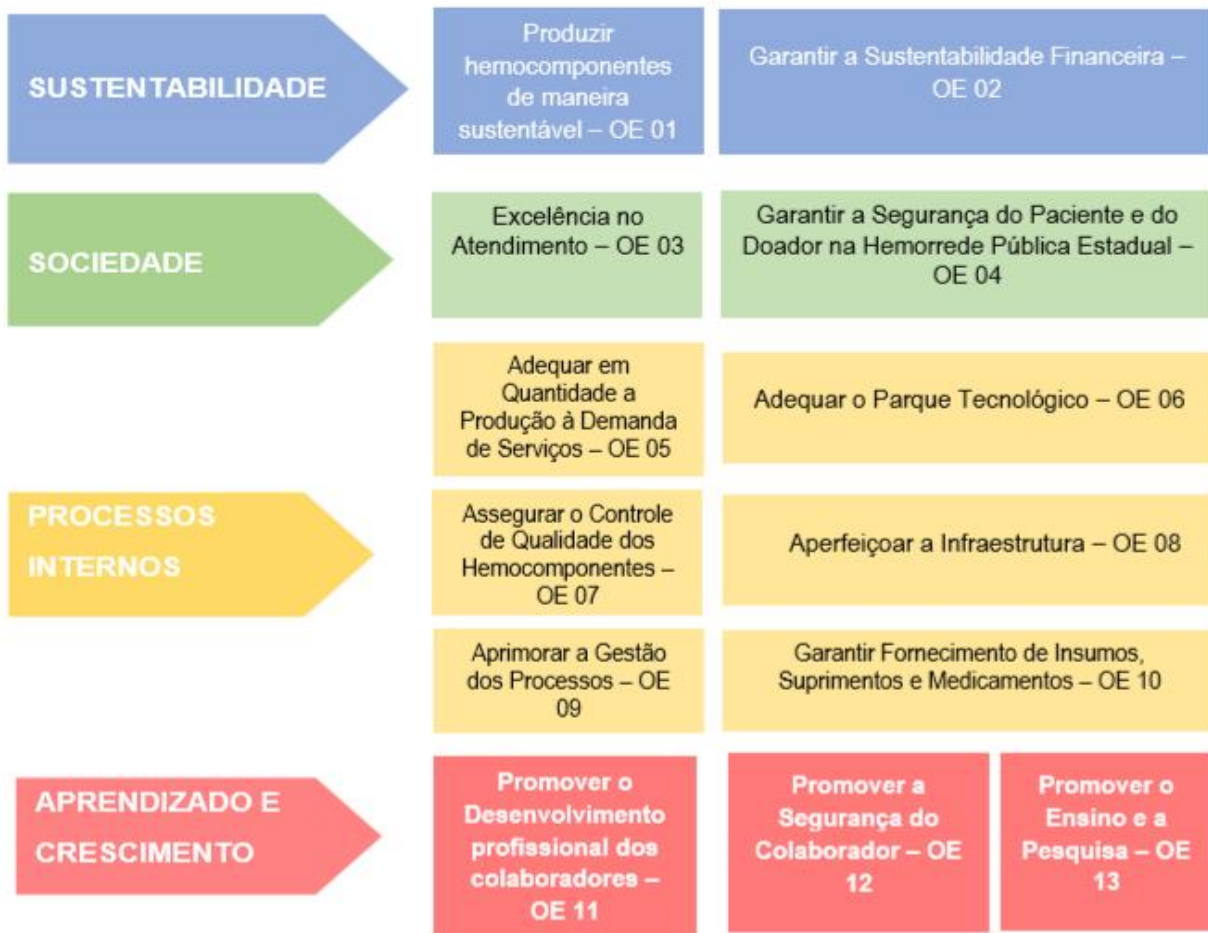 SUSTENTABILIDADE
Produzir
hemocomponentes
de maneira
sustentável – OE 01
Garantir a Sustentabilidade Financeira –
OE 02
SOCIEDADE
Excelência no
Atendimento – OE 03
Garantir a Segurança do Paciente e do
Doador na Hemorrede Pública Estadual –
OE 04
Adequar em
Quantidade a
Produção à Demanda
de Serviços – OE 05
Adequar o Parque Tecnológico – OE 06
PROCESSOS
INTERNOS
Assegurar o Controle
de Qualidade dos
Hemocomponentes –
OE 07
Aperfeiçoar a Infraestrutura – OE 08
Aprimorar a Gestão
dos Processos – OE
09
Garantir Fornecimento de Insumos,
Suprimentos e Medicamentos – OE 10
APRENDIZADO E
CRESCIMENTO
Promover o
Desenvolvimento
profissional dos
colaboradores –
OE 11
Promover a
Segurança do
Colaborador – OE
12
Promover o
Ensino e a
Pesquisa – OE
13